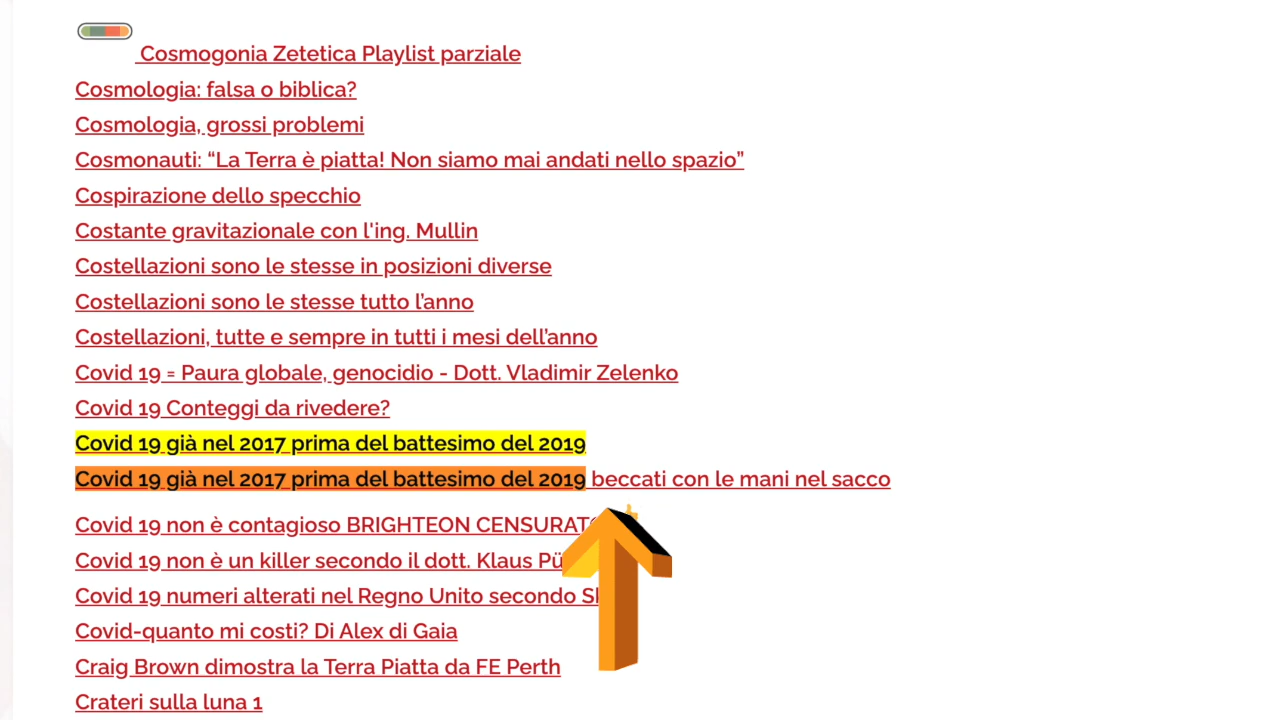 Cosmogonia Zetetica Playlist parziale
Cosmologia: falsa o biblica?
Cosmologia, grossi problemi
Cosmonauti: “La Terra è piatta! Non siamo mai andati nello spazio”
Cospirazione dello specchio
Costante gravitazionale con l'ing. Mullin
Costellazioni sono le stesse in posizioni diverse
Costellazioni sono le stesse tutto l’anno
Costellazioni, tutte e sempre in tutti i mesi dell’anno
Covid 19 = Paura globale, genocidio - Dott. Vladimir Zelenko
Covid 19 Conteggi da rivedere?
Covid 19 già nel 2017 prima del battesimo del 2019
Covid 19 già nel 2017 prima del battesimo del 2019 beccati con le mani nel sacco
Covid 19 non è contagioso BRIGHTEON
Covid 19 non è un killer secondo il dott. Klaus
Covid 19 numeri alterati nel Regno Unito secondo
Covid-quanto mi costi? Di Alex di Gaia
Craig Brown dimostra la Terra Piatta da FE Perth
Crateri sulla luna 1